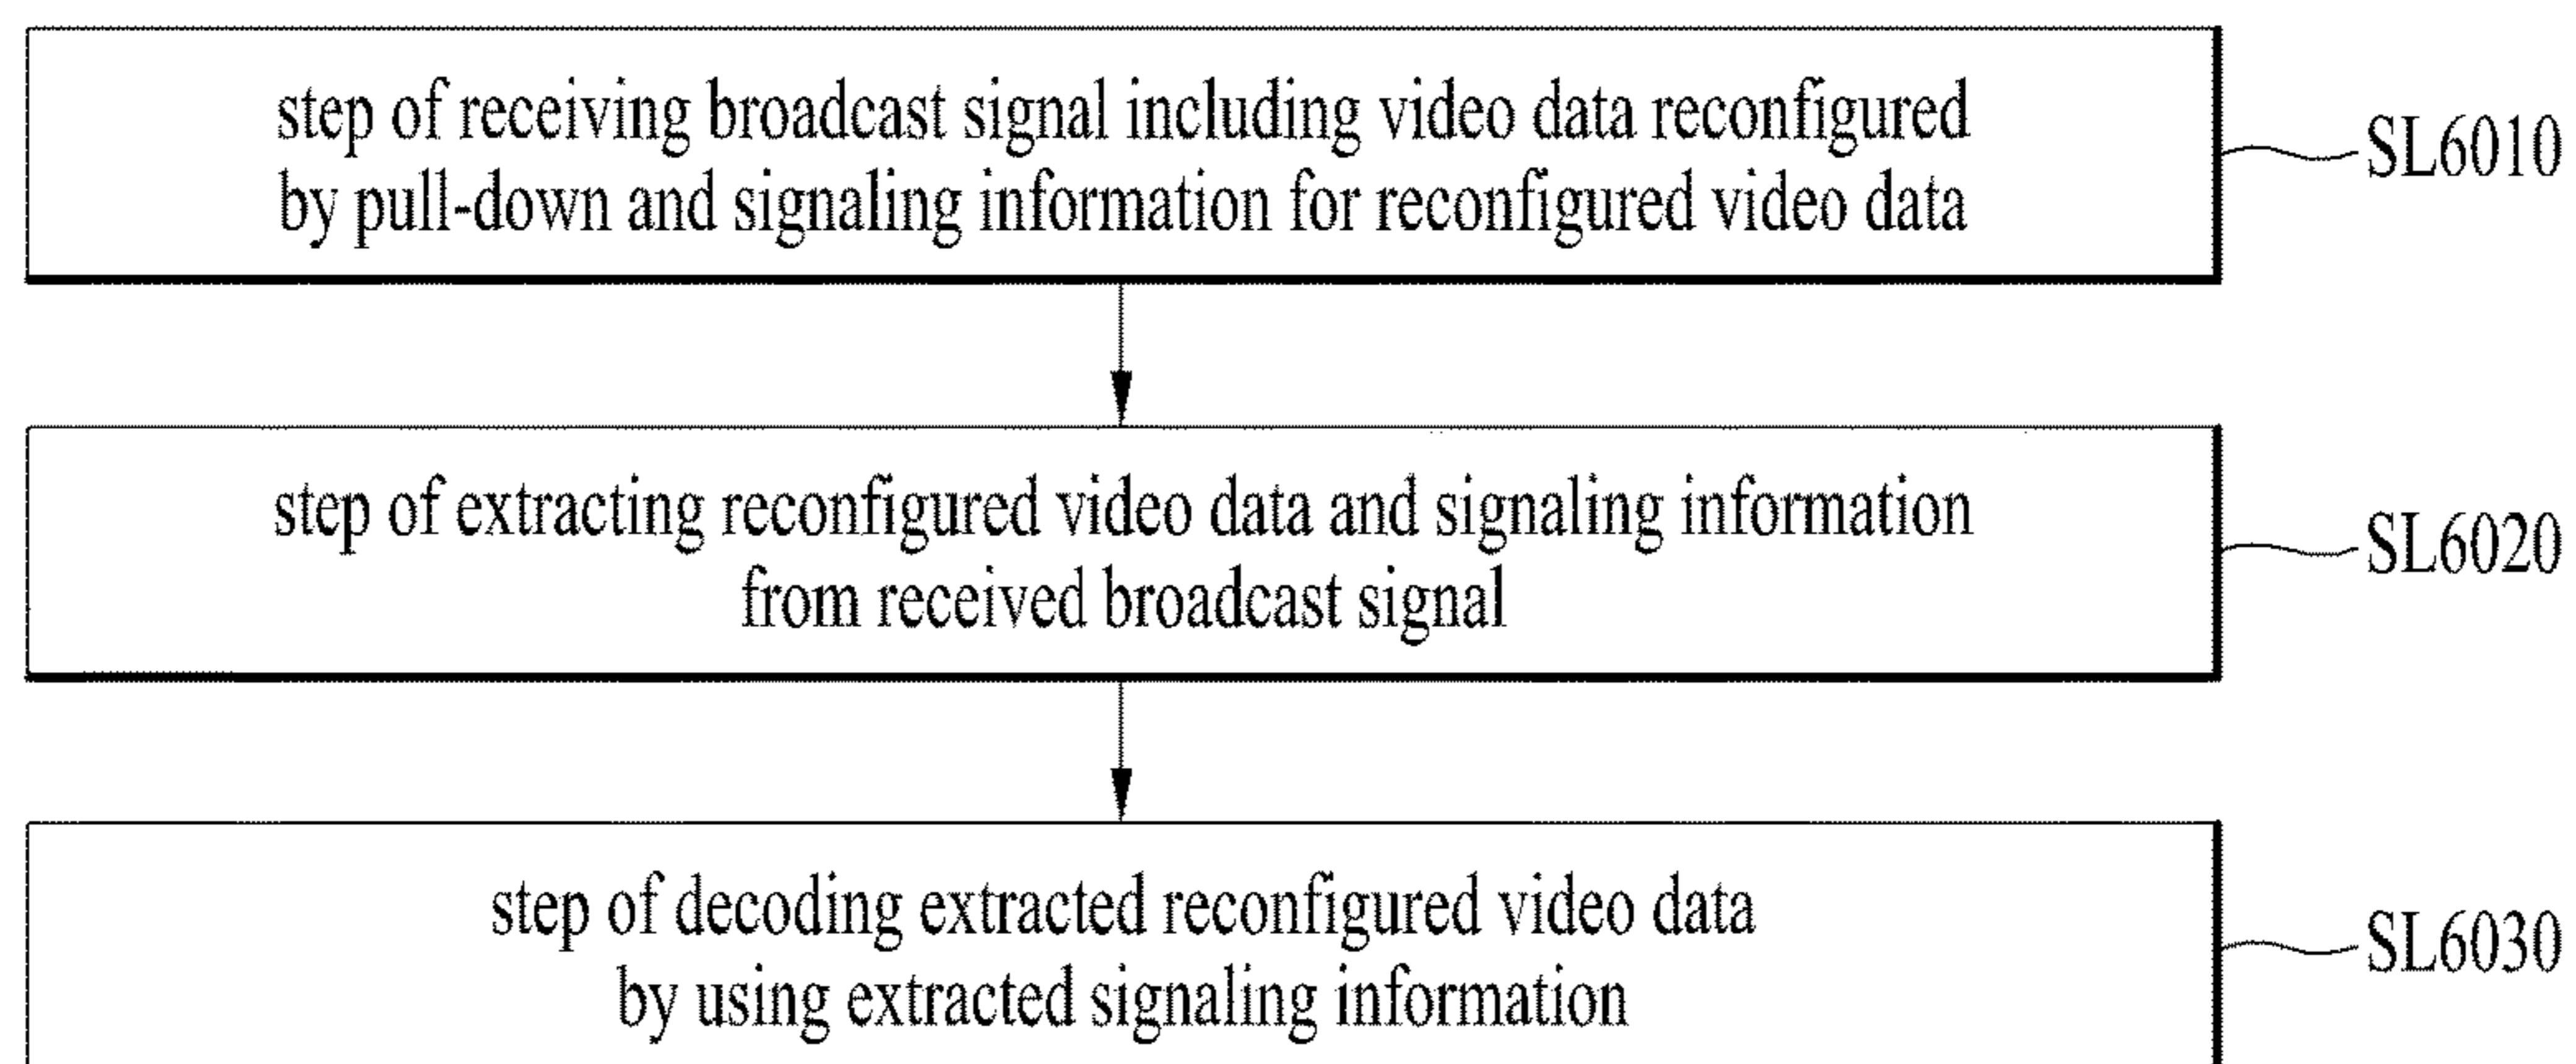 step of receiving broadcast signal including video data reconfigured
by pull-down and signaling information for reconfigured video data
SL6010
step of extracting reconfigured video data and signaling information
from received broadcast signal
SL6020
step of decoding extracted reconfigured video data
by using extracted signaling information
SL6030